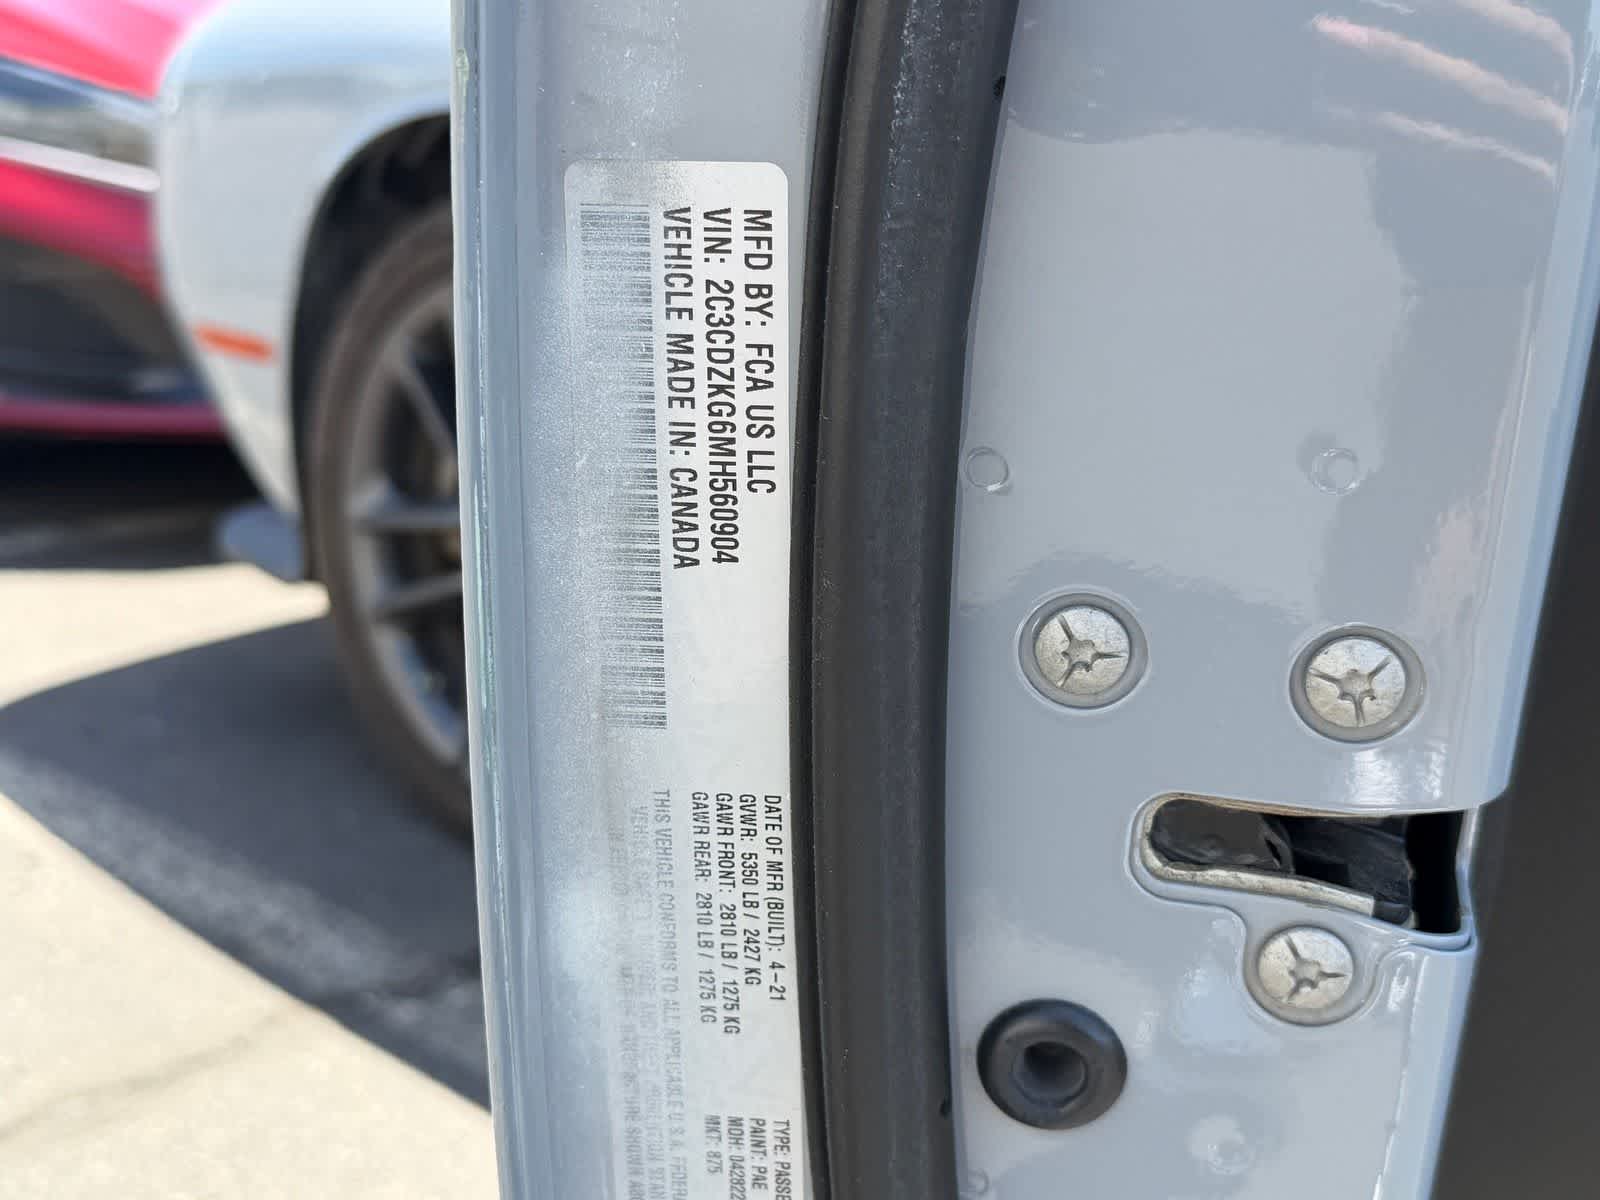 MFD BY: FCA US LLC
VIN: 2C3CDZKG6MH560904
VEHICLE MADE IN: CANADA
DATE OF MFR (BUILT): 4-21
GVWR: 5350 LB / 2427 KG
GAWR FRONT: 2810 LB / 1275 KG
GAWR REAR: 2810 LB / 1275 KG
THIS VEHICLE CONFORMS TO ALL APPLICABLE U.S.A. FEDERA
TYPE: PASSE
PAINT: PAE
MDH: 042822
MKT: 875